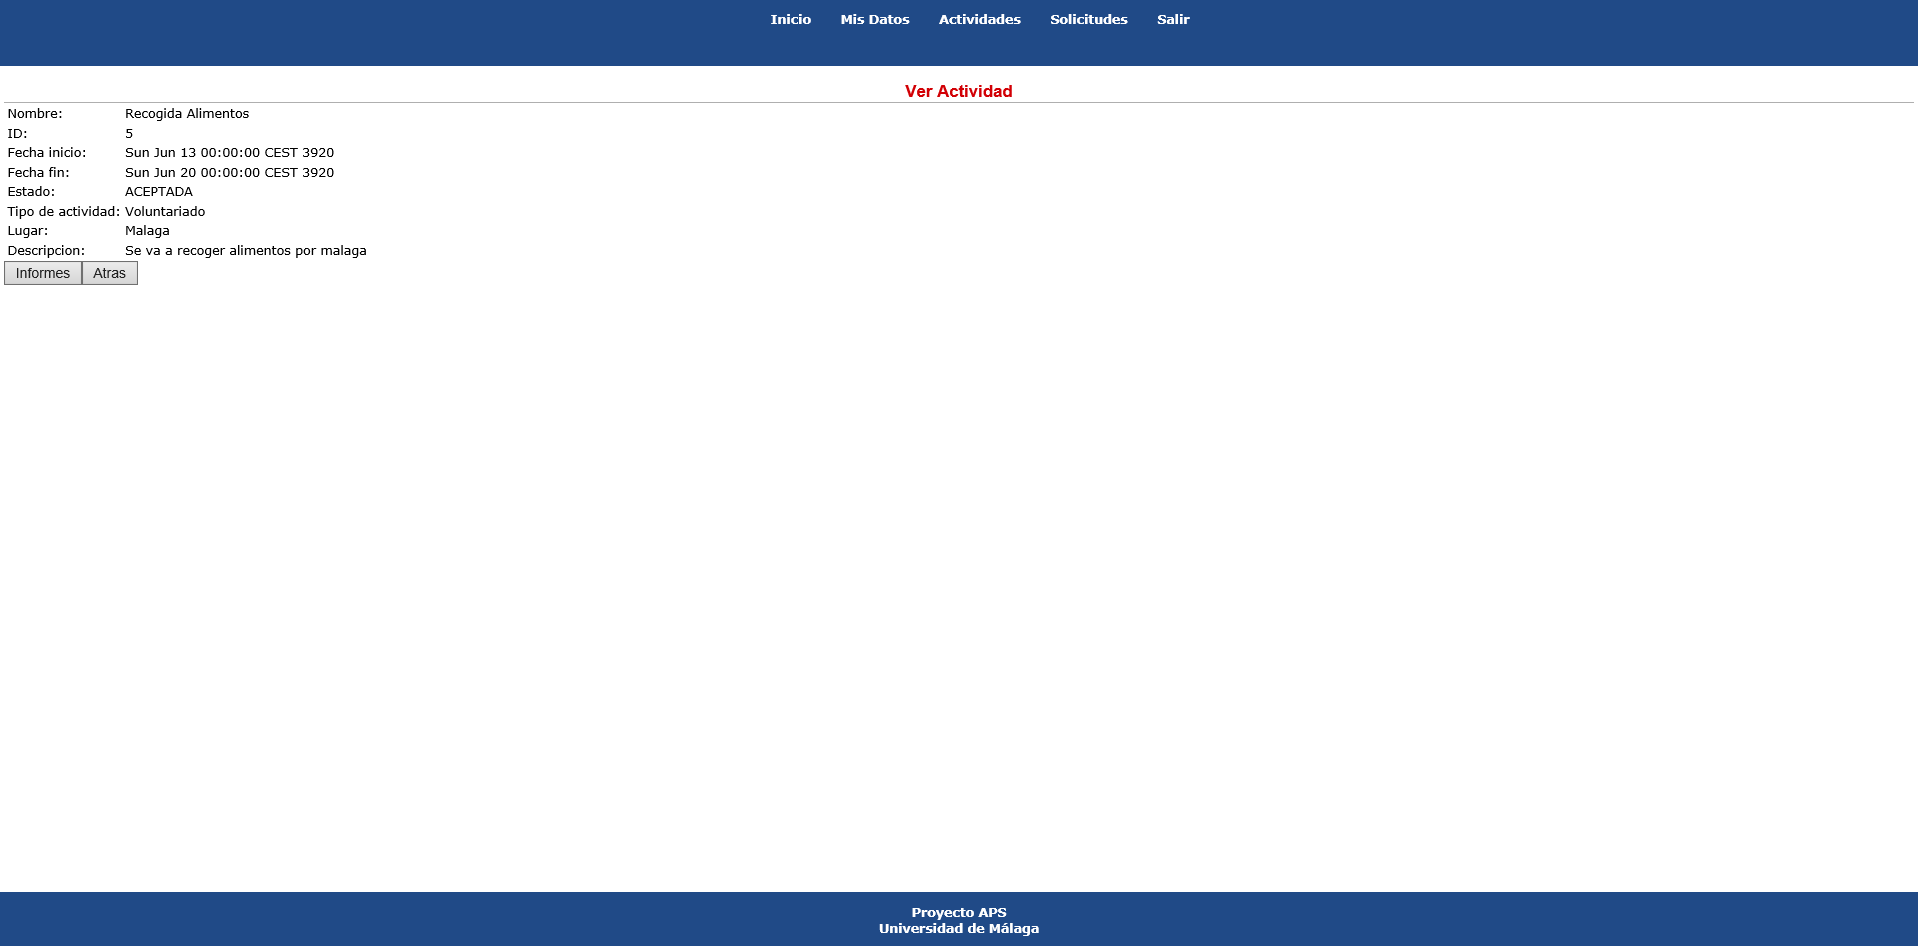 Inicio Mis Datos Actividades Solicitudes Salir
Ver Actividad
Nombre: Recogida Alimentos
ID: 5
Fecha inicio: Sun Jun 13 00:00:00 CEST 3920
Fecha fin: Sun Jun 20 00:00:00 CEST 3920
Estado: ACEPTADA
Tipo de actividad: Voluntariado
Lugar: Malaga
Descripcion: Se va a recoger alimentos por malaga
Informes Atras
Proyecto APS
Universidad de Málaga